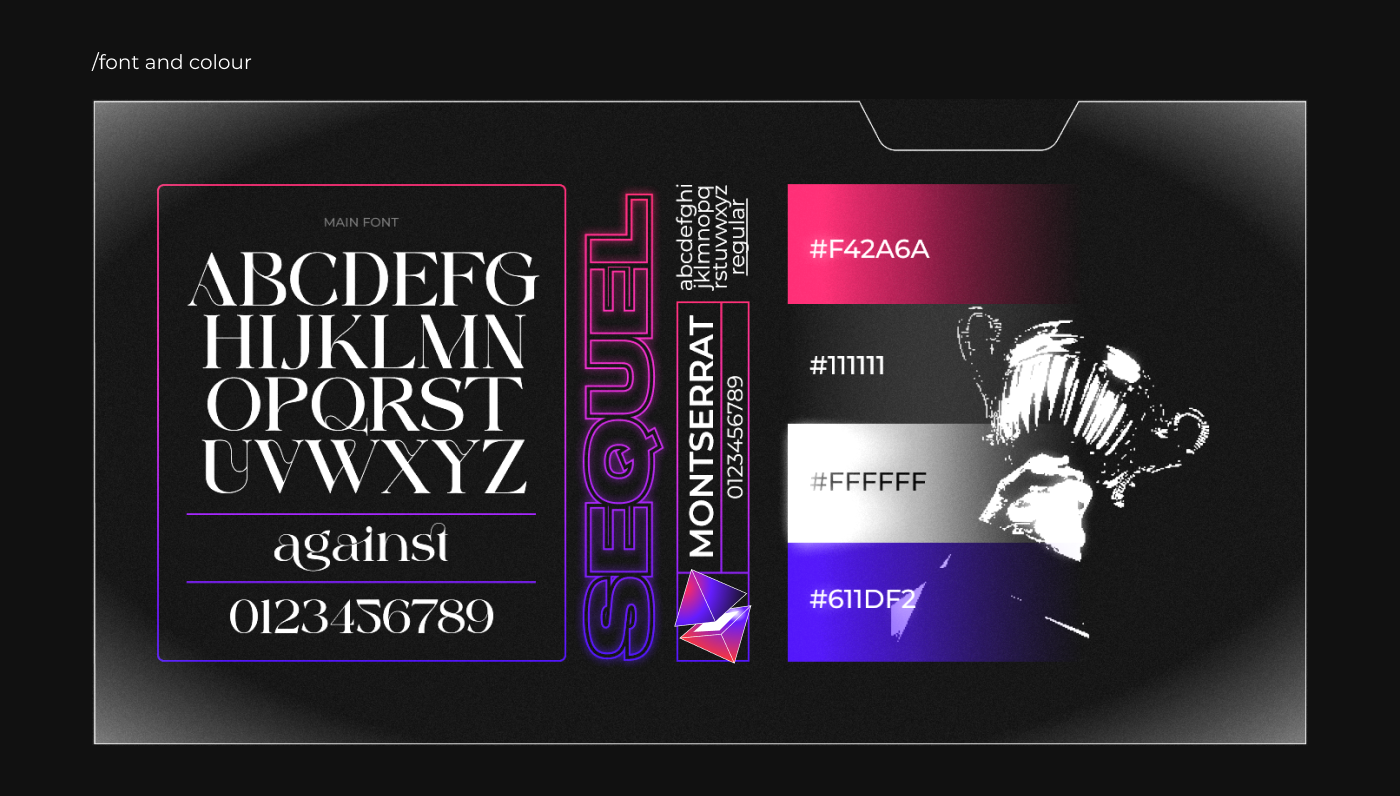 /font and colour
MAIN FONT
ABCDEFG
HIJKLMN
OPQRST
UVWXYZ
against
0123456789
SEQUEL
abcdefghi
jklmnopq
rstuvwxyz
regular
MONTSERRAT
0123456789
#F42A6A
#111111
#FFFFFF
#611DF2